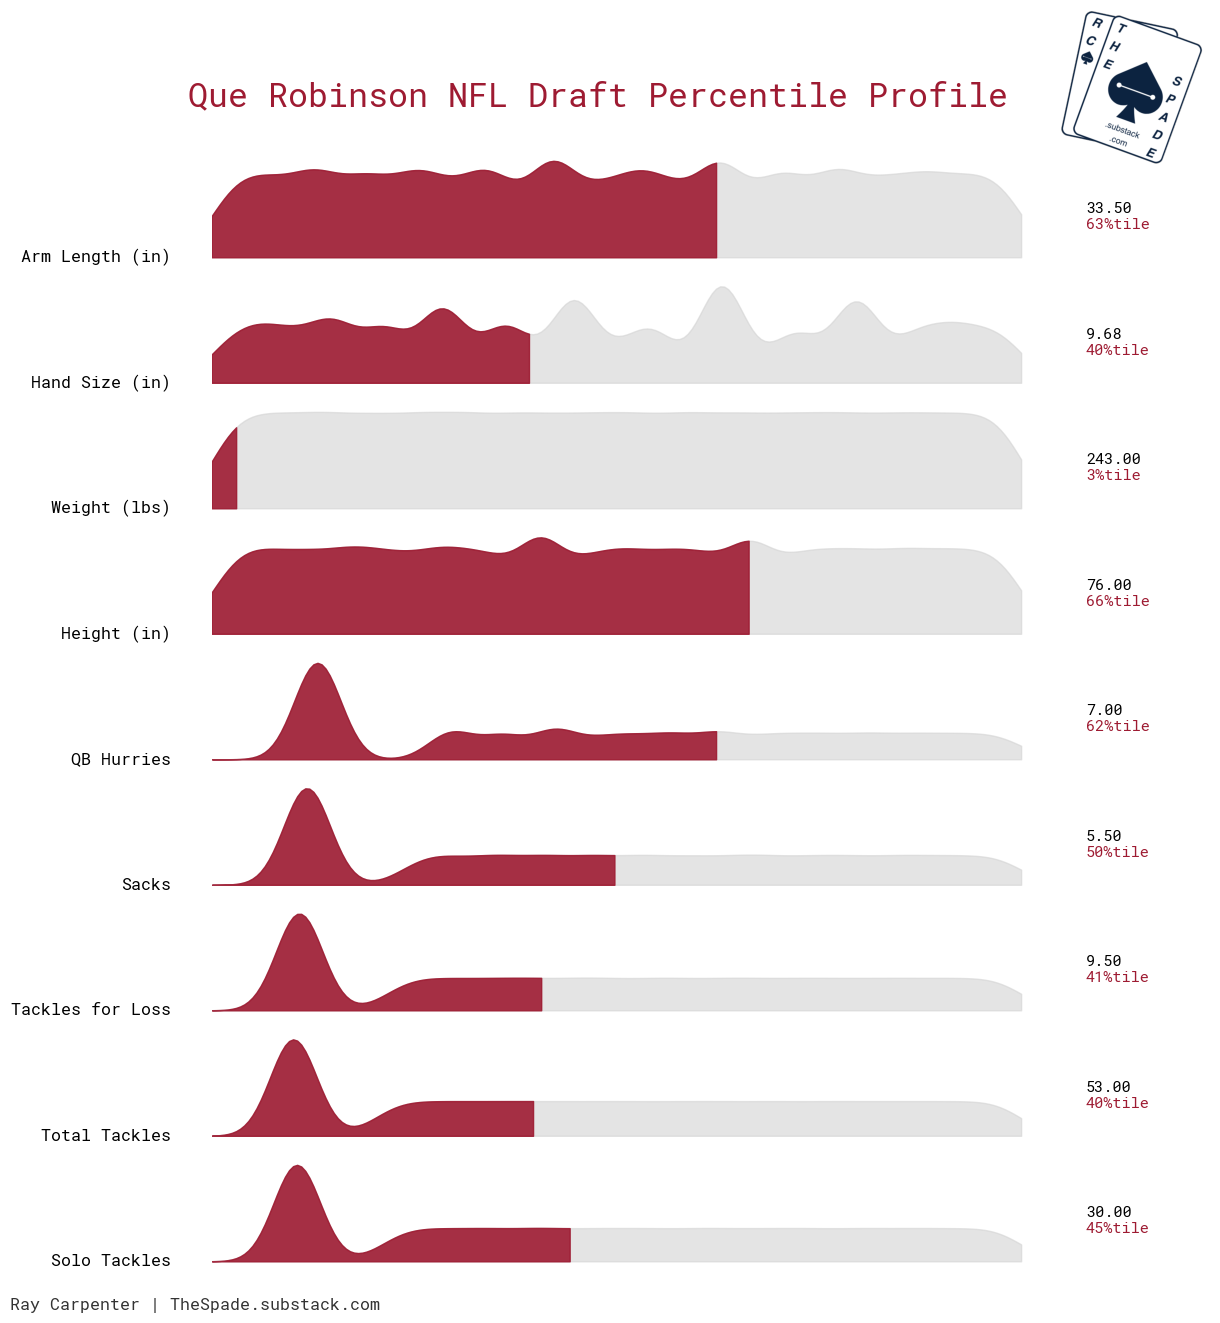 RC
THE
SPADE
.substack
.com
Que Robinson NFL Draft Percentile Profile
33.50
63%tile
Arm Length (in)
9.68
40%tile
Hand Size (in)
243.00
3%tile
Weight (lbs)
76.00
66%tile
Height (in)
7.00
62%tile
QB Hurries
5.50
50%tile
Sacks
9.50
41%tile
Tackles for Loss
53.00
40%tile
Total Tackles
30.00
45%tile
Solo Tackles
Ray Carpenter | TheSpade.substack.com